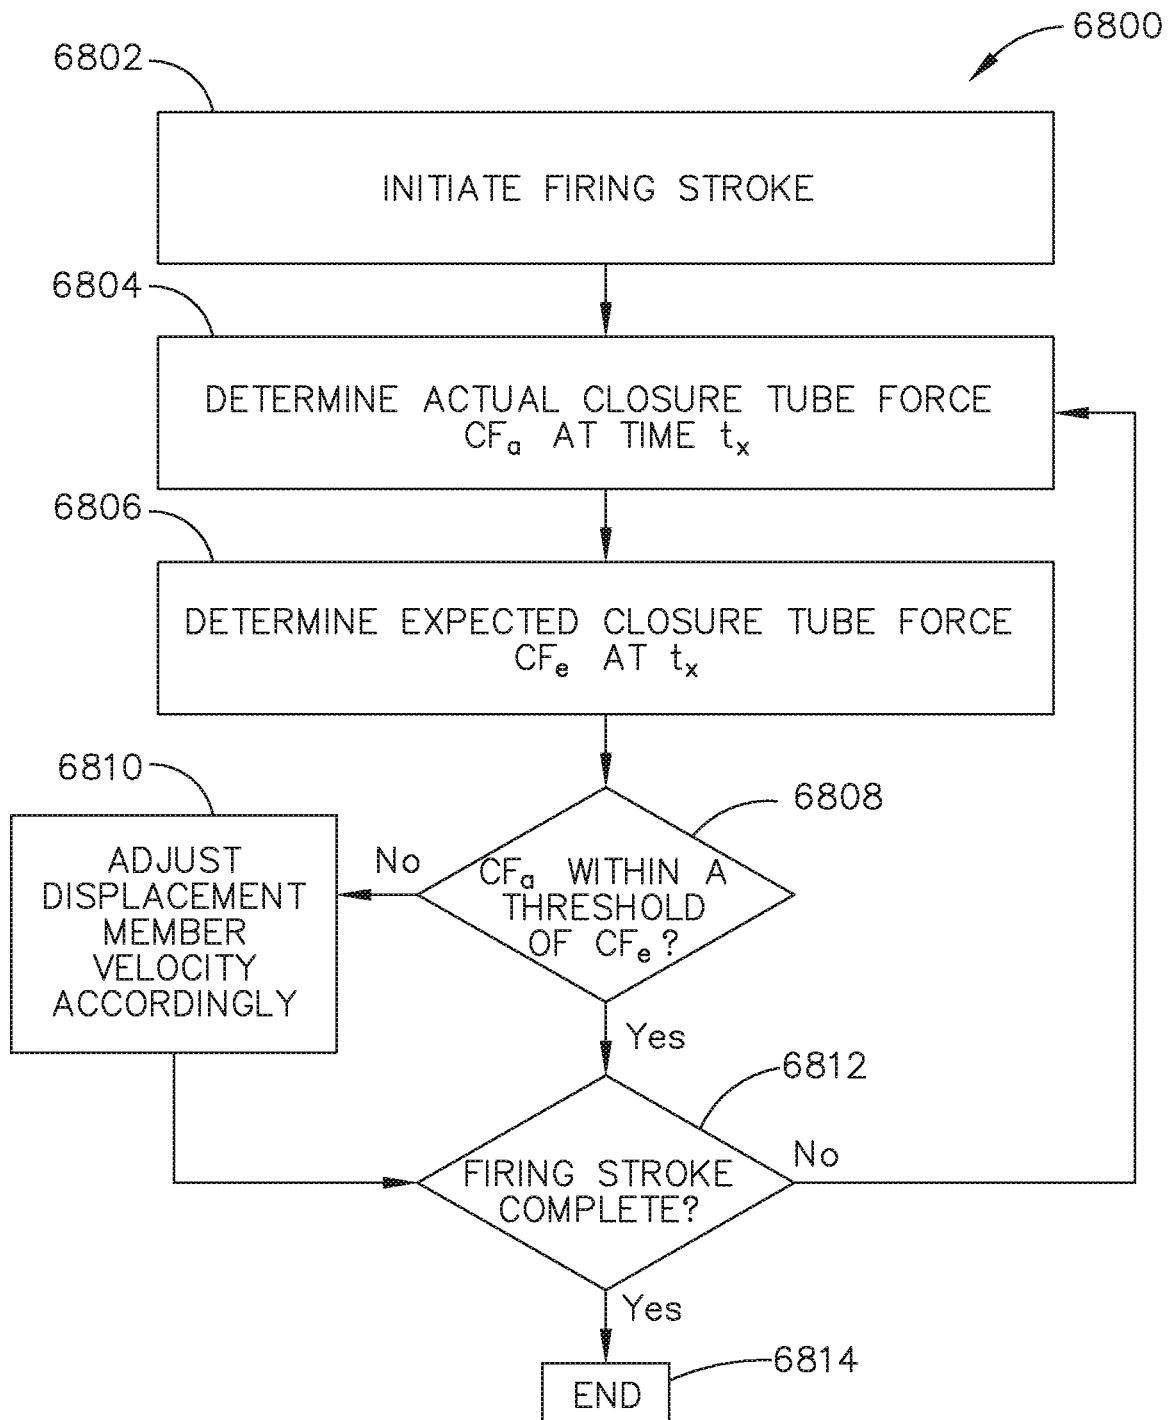 6800
6802
INITIATE FIRING STROKE
6804
DETERMINE ACTUAL CLOSURE TUBE FORCE
CFₐ AT TIME tₓ
6806
DETERMINE EXPECTED CLOSURE TUBE FORCE
CFₑ AT tₓ
6808
CFₐ WITHIN A
THRESHOLD
OF CFₑ?
No
6810
ADJUST
DISPLACEMENT
MEMBER
VELOCITY
ACCORDINGLY
Yes
6812
FIRING STROKE
COMPLETE?
No
Yes
6814
END